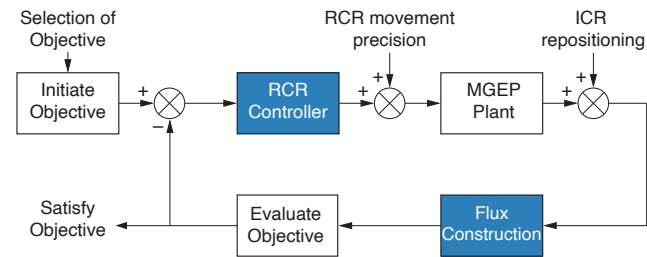 Selection of
Objective
RCR movement
precision
ICR
repositioning
Initiate
Objective
+
−
RCR
Controller
+
+
MGEP
Plant
+
+
Satisfy
Objective
Evaluate
Objective
Flux
Construction